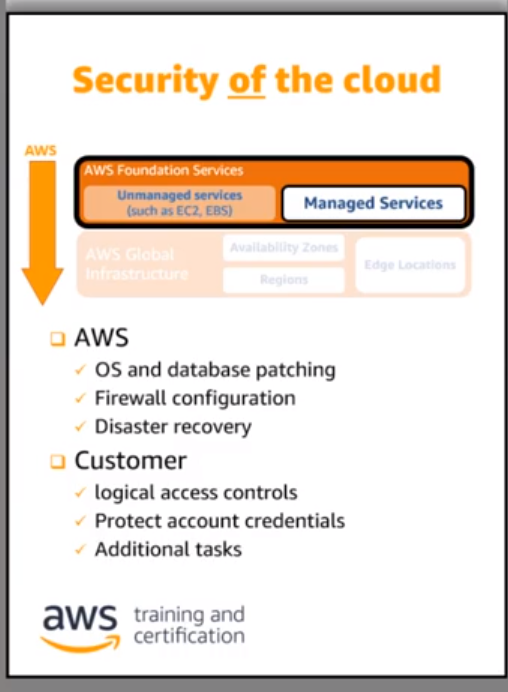 Security of the cloud
AWS
AWS Foundation Services
Unmanaged services
(such as EC2, EBS)
Managed Services
AWS Global
Infrastructure
Availability Zones
Regions
Edge Locations
AWS
OS and database patching
Firewall configuration
Disaster recovery
Customer
logical access controls
Protect account credentials
Additional tasks
aws training and
certification